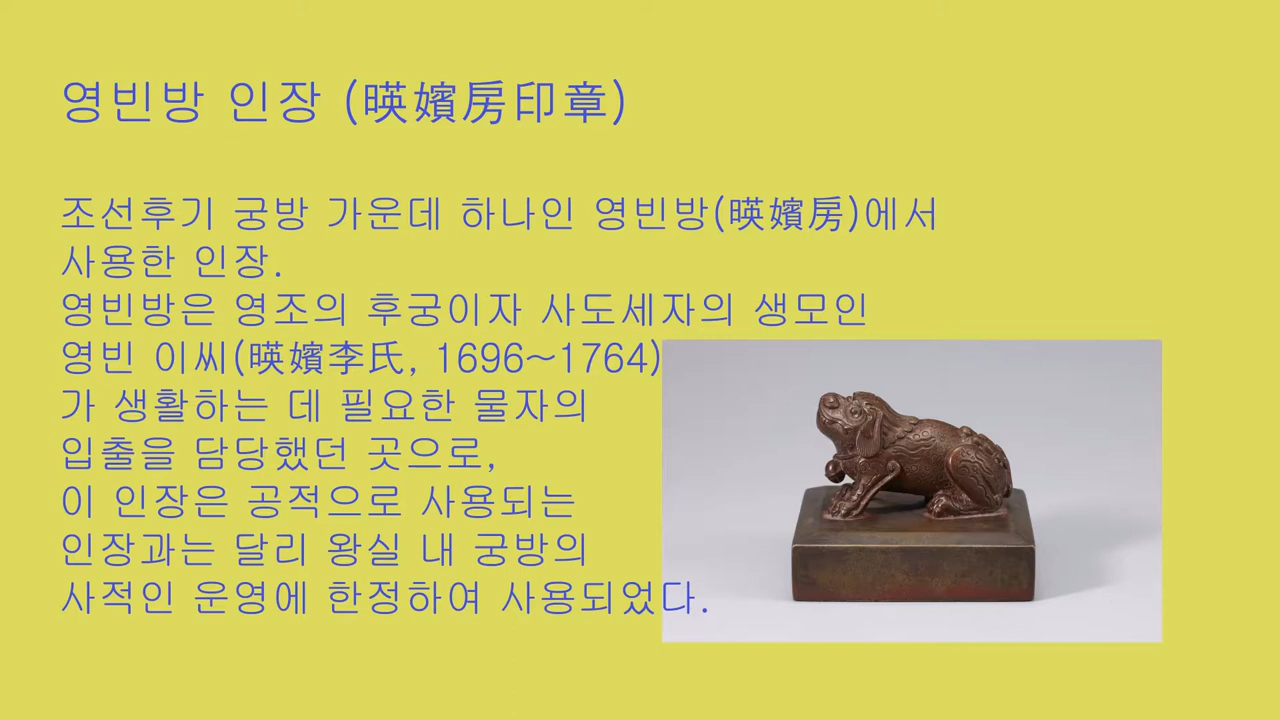 영빈방 인장 (暎嬪房印章)
조선후기 궁방 가운데 하나인 영빈방(暎嬪房)에서
사용한 인장.
영빈방은 영조의 후궁이자 사도세자의 생모인
영빈 이씨(暎嬪李氏, 1696~1764)
가 생활하는 데 필요한 물자의
입출을 담당했던 곳으로,
이 인장은 공적으로 사용되는
인장과는 달리 왕실 내 궁방의
사적인 운영에 한정하여 사용되었다.